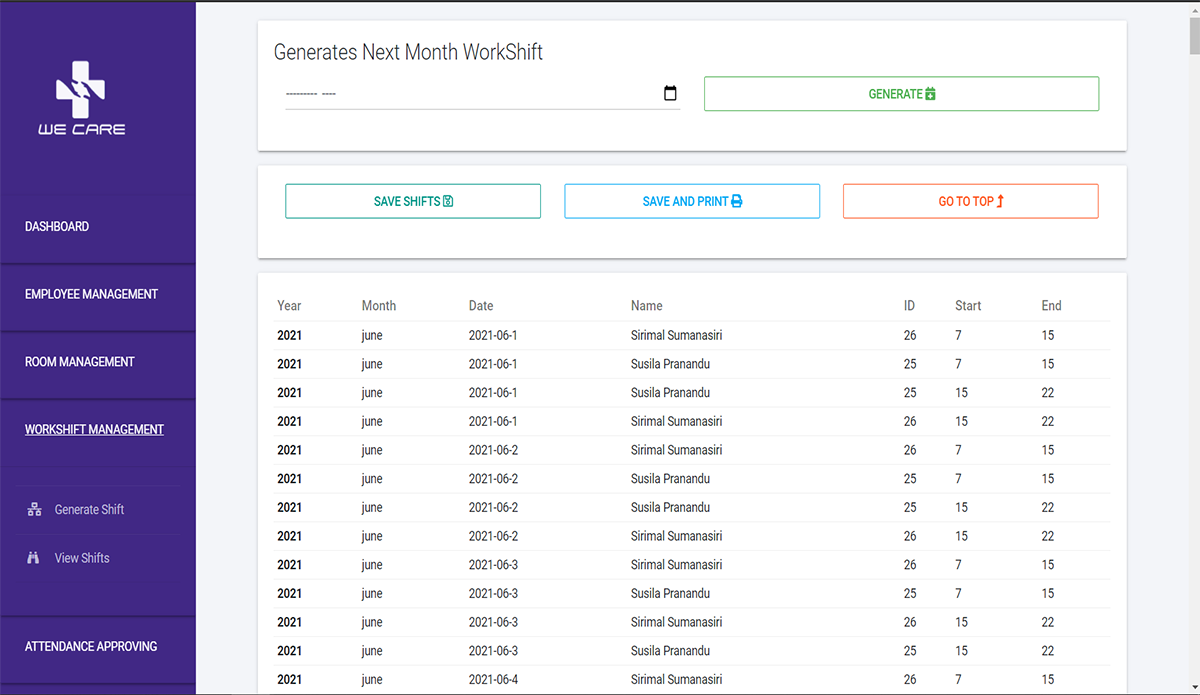 WE CARE
DASHBOARD
EMPLOYEE MANAGEMENT
ROOM MANAGEMENT
WORKSHIFT MANAGEMENT
Generate Shift
View Shifts
ATTENDANCE APPROVING
Generates Next Month WorkShift
--------- ----
GENERATE
SAVE SHIFTS
SAVE AND PRINT
GO TO TOP
Year Month Date Name ID Start End
2021 june 2021-06-1 Sirimal Sumanasiri 26 7 15
2021 june 2021-06-1 Susila Pranandu 25 7 15
2021 june 2021-06-1 Susila Pranandu 25 15 22
2021 june 2021-06-1 Sirimal Sumanasiri 26 15 22
2021 june 2021-06-2 Sirimal Sumanasiri 26 7 15
2021 june 2021-06-2 Susila Pranandu 25 7 15
2021 june 2021-06-2 Susila Pranandu 25 15 22
2021 june 2021-06-2 Sirimal Sumanasiri 26 15 22
2021 june 2021-06-3 Sirimal Sumanasiri 26 7 15
2021 june 2021-06-3 Susila Pranandu 25 7 15
2021 june 2021-06-3 Sirimal Sumanasiri 26 15 22
2021 june 2021-06-3 Susila Pranandu 25 15 22
2021 june 2021-06-4 Sirimal Sumanasiri 26 7 15